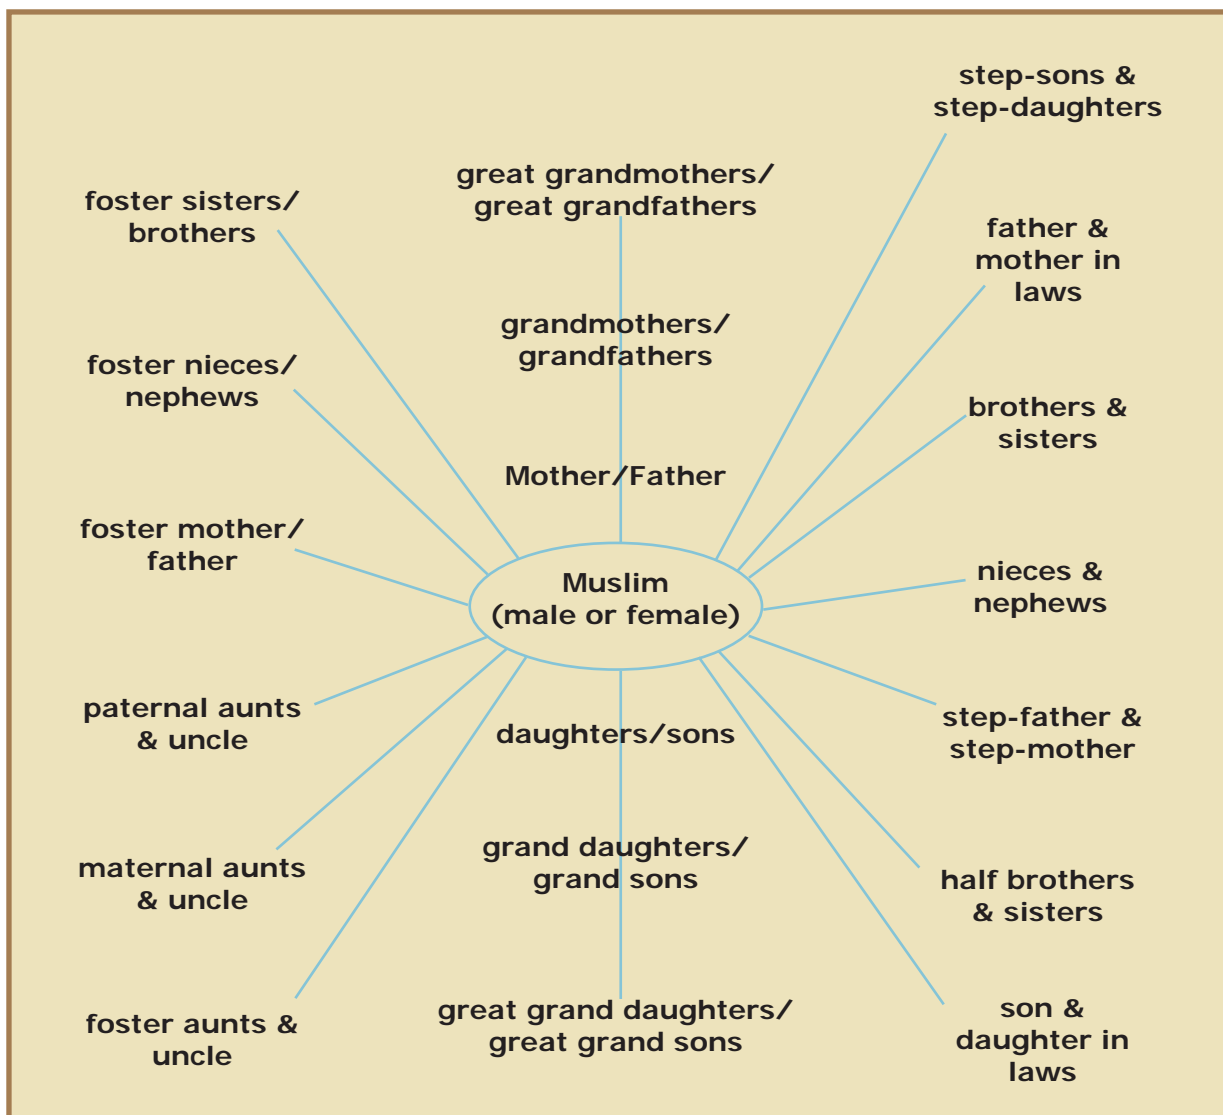 step-sons &
step-daughters
great grandmothers/
great grandfathers
foster sisters/
brothers
father &
mother in
laws
grandmothers/
grandfathers
foster nieces/
nephews
brothers &
sisters
Mother/Father
foster mother/
father
Muslim
(male or female)
nieces &
nephews
paternal aunts
& uncle
daughters/sons
step-father &
step-mother
grand daughters/
grand sons
maternal aunts
& uncle
half brothers
& sisters
great grand daughters/
great grand sons
foster aunts &
uncle
son &
daughter in
laws